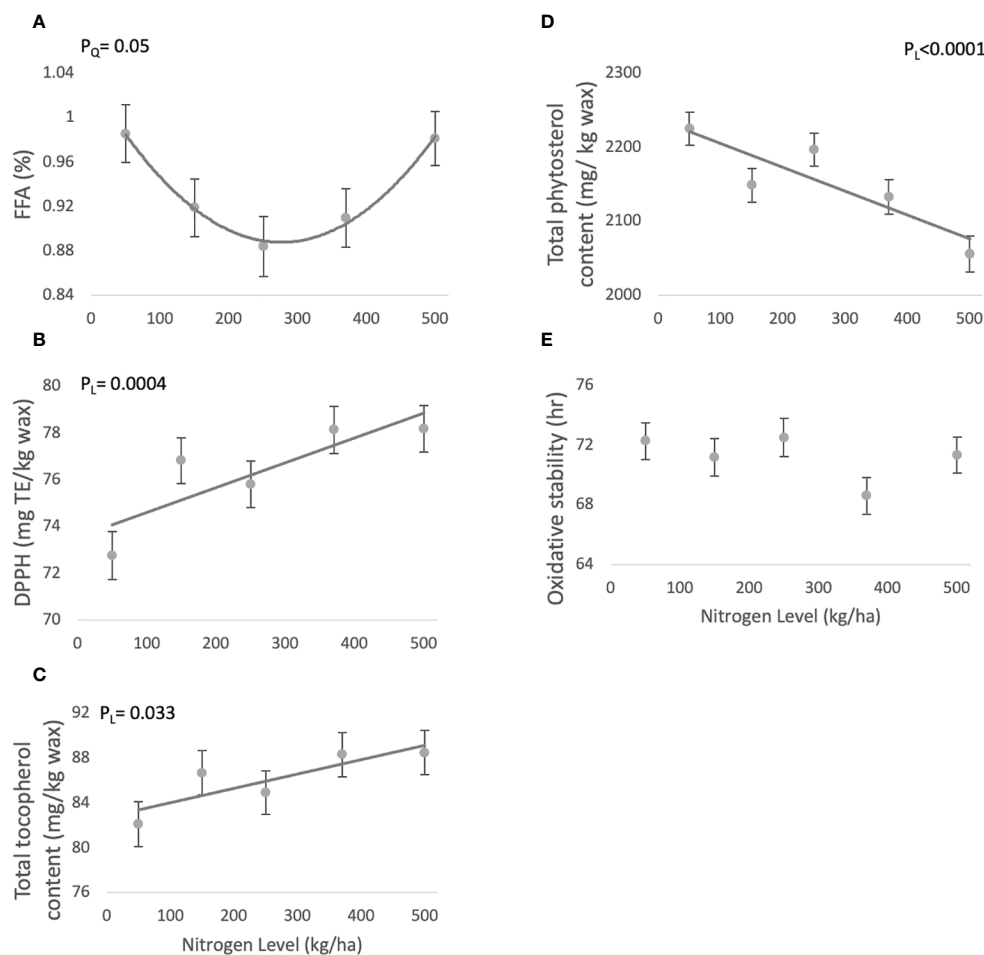 A
P_Q= 0.05
FFA (%)
1.04
1
0.96
0.92
0.88
0.84
0 100 200 300 400 500
B
P_L= 0.0004
DPPH (mg TE/kg wax)
80
78
76
74
72
70
0 100 200 300 400 500
C
P_L= 0.033
Total tocopherol
content (mg/kg wax)
92
88
84
80
76
0 100 200 300 400 500
Nitrogen Level (kg/ha)
D
P_L<0.0001
Total phytosterol
content (mg/ kg wax)
2300
2200
2100
2000
0 100 200 300 400 500
E
Oxidative stability (hr)
76
72
68
64
0 100 200 300 400 500
Nitrogen Level (kg/ha)